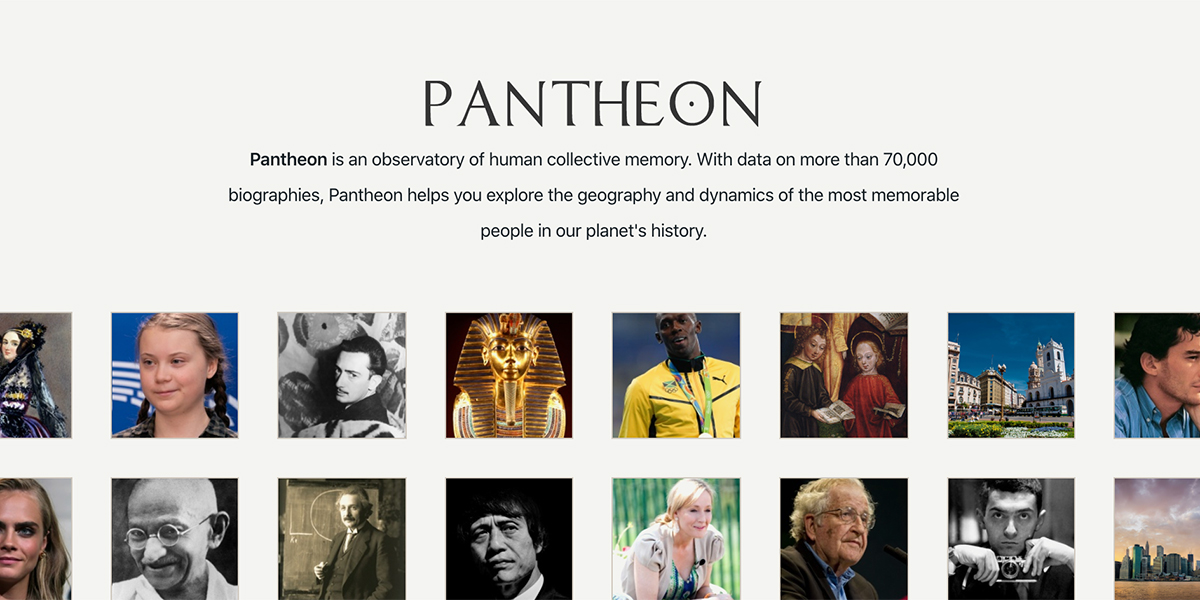 PANTHEON
Pantheon is an observatory of human collective memory. With data on more than 70,000
biographies, Pantheon helps you explore the geography and dynamics of the most memorable
people in our planet's history.